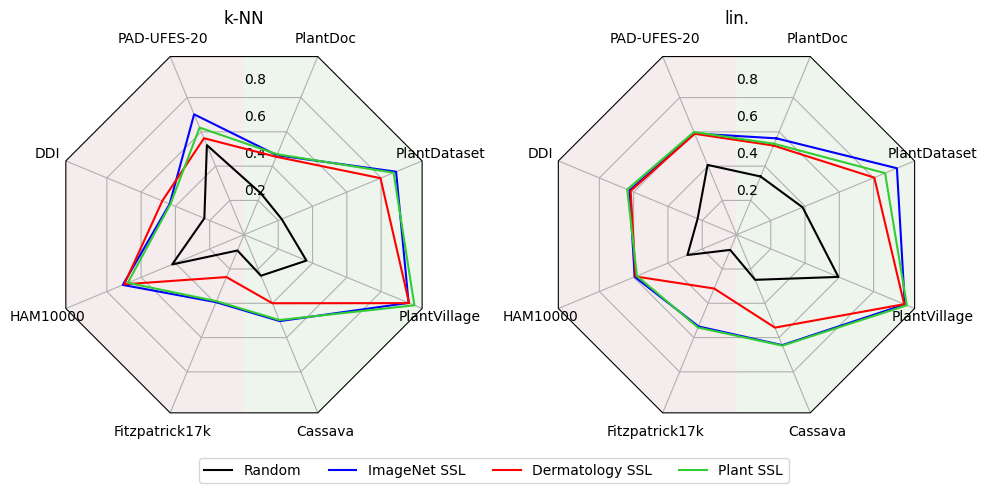 k-NN
PAD-UFES-20
PlantDoc
0.8
0.6
DDI
0.4
PlantDataset
0.2
HAM10000
PlantVillage
Fitzpatrick17k
Cassava
lin.
PAD-UFES-20
PlantDoc
0.8
0.6
DDI
0.4
PlantDataset
0.2
HAM10000
PlantVillage
Fitzpatrick17k
Cassava
Random ImageNet SSL Dermatology SSL Plant SSL